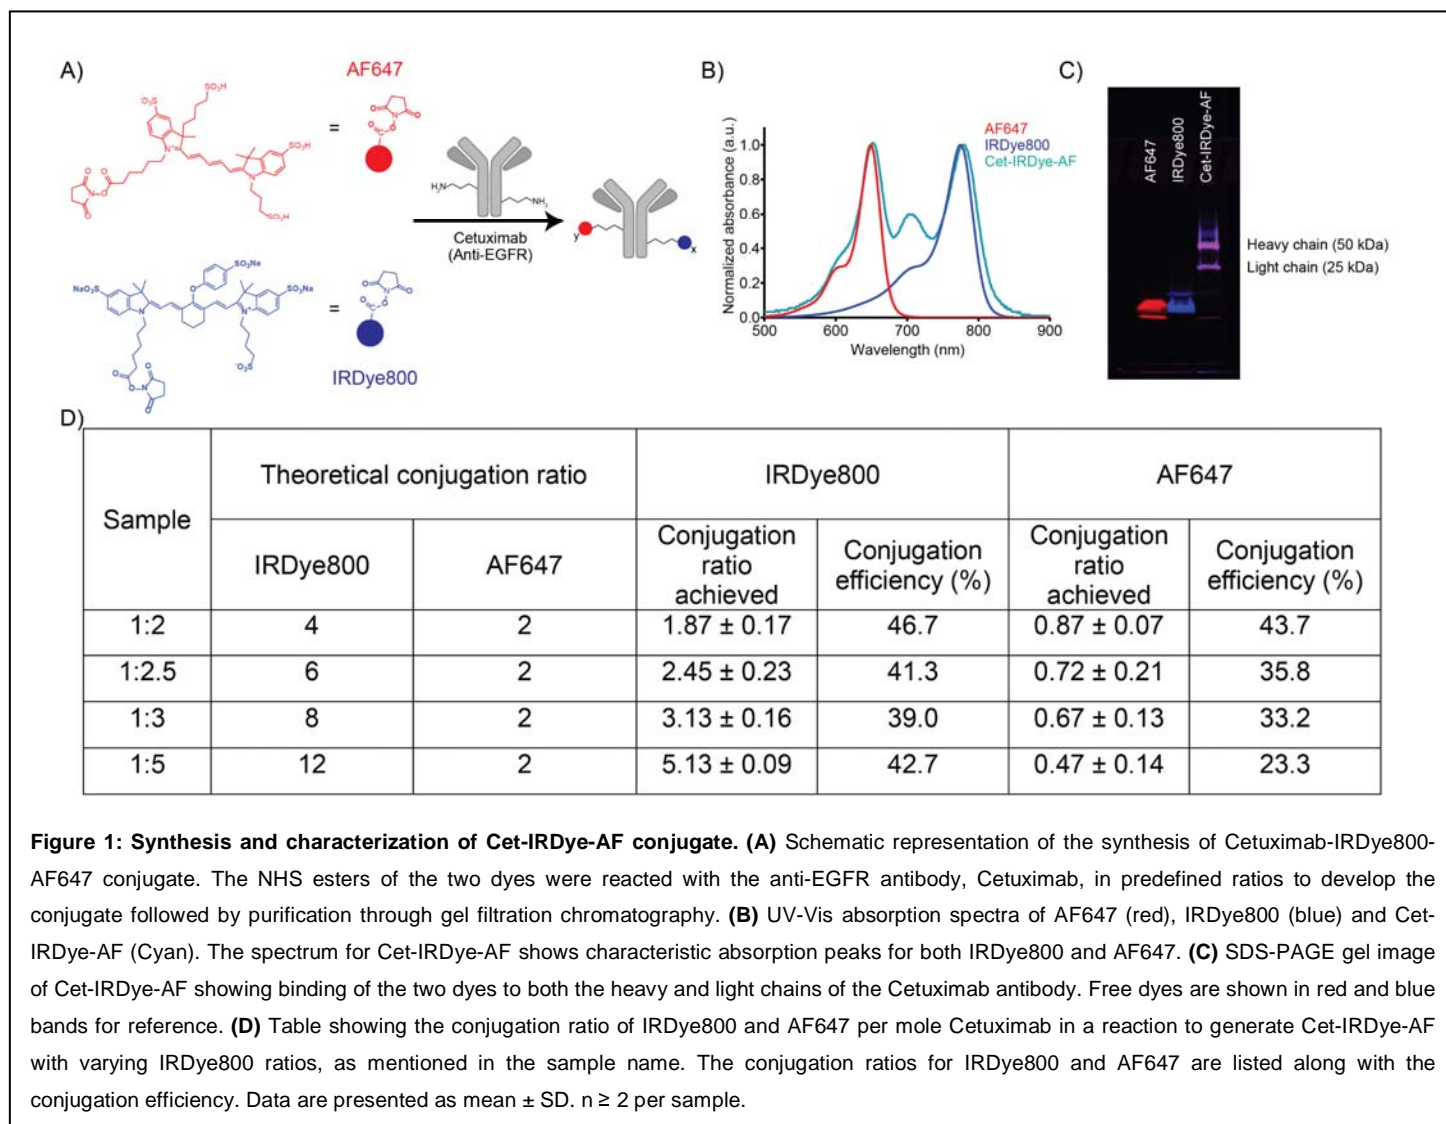 A)
AF647
SO₃H
⁻O₃S
SO₃H
SO₃H
N⁺
N
O
O
N-O
O
O
=
O
N
O
O
C
O
H₂N
NH₂
Cetuximab
(Anti-EGFR)
y
x
SO₃Na
NaO₃S
SO₃Na
O
N
N⁺
⁻O₃S
O
O
O-N
O
=
O
N
O
O
C
O
IRDye800
B)
AF647
IRDye800
Cet-IRDye-AF
Normalized absorbance (a.u.)
1.0
0.8
0.6
0.4
0.2
0.0
500 600 700 800 900
Wavelength (nm)
C)
AF647
IRDye800
Cet-IRDye-AF
Heavy chain (50 kDa)
Light chain (25 kDa)
D)
Sample Theoretical conjugation ratio IRDye800 AF647
IRDye800 AF647 Conjugation ratio achieved Conjugation efficiency (%) Conjugation ratio achieved Conjugation efficiency (%)
1:2 4 2 1.87 ± 0.17 46.7 0.87 ± 0.07 43.7
1:2.5 6 2 2.45 ± 0.23 41.3 0.72 ± 0.21 35.8
1:3 8 2 3.13 ± 0.16 39.0 0.67 ± 0.13 33.2
1:5 12 2 5.13 ± 0.09 42.7 0.47 ± 0.14 23.3
Figure 1: Synthesis and characterization of Cet-IRDye-AF conjugate. (A) Schematic representation of the synthesis of Cetuximab-IRDye800-
AF647 conjugate. The NHS esters of the two dyes were reacted with the anti-EGFR antibody, Cetuximab, in predefined ratios to develop the
conjugate followed by purification through gel filtration chromatography. (B) UV-Vis absorption spectra of AF647 (red), IRDye800 (blue) and Cet-
IRDye-AF (Cyan). The spectrum for Cet-IRDye-AF shows characteristic absorption peaks for both IRDye800 and AF647. (C) SDS-PAGE gel image
of Cet-IRDye-AF showing binding of the two dyes to both the heavy and light chains of the Cetuximab antibody. Free dyes are shown in red and blue
bands for reference. (D) Table showing the conjugation ratio of IRDye800 and AF647 per mole Cetuximab in a reaction to generate Cet-IRDye-AF
with varying IRDye800 ratios, as mentioned in the sample name. The conjugation ratios for IRDye800 and AF647 are listed along with the
conjugation efficiency. Data are presented as mean ± SD. n ≥ 2 per sample.